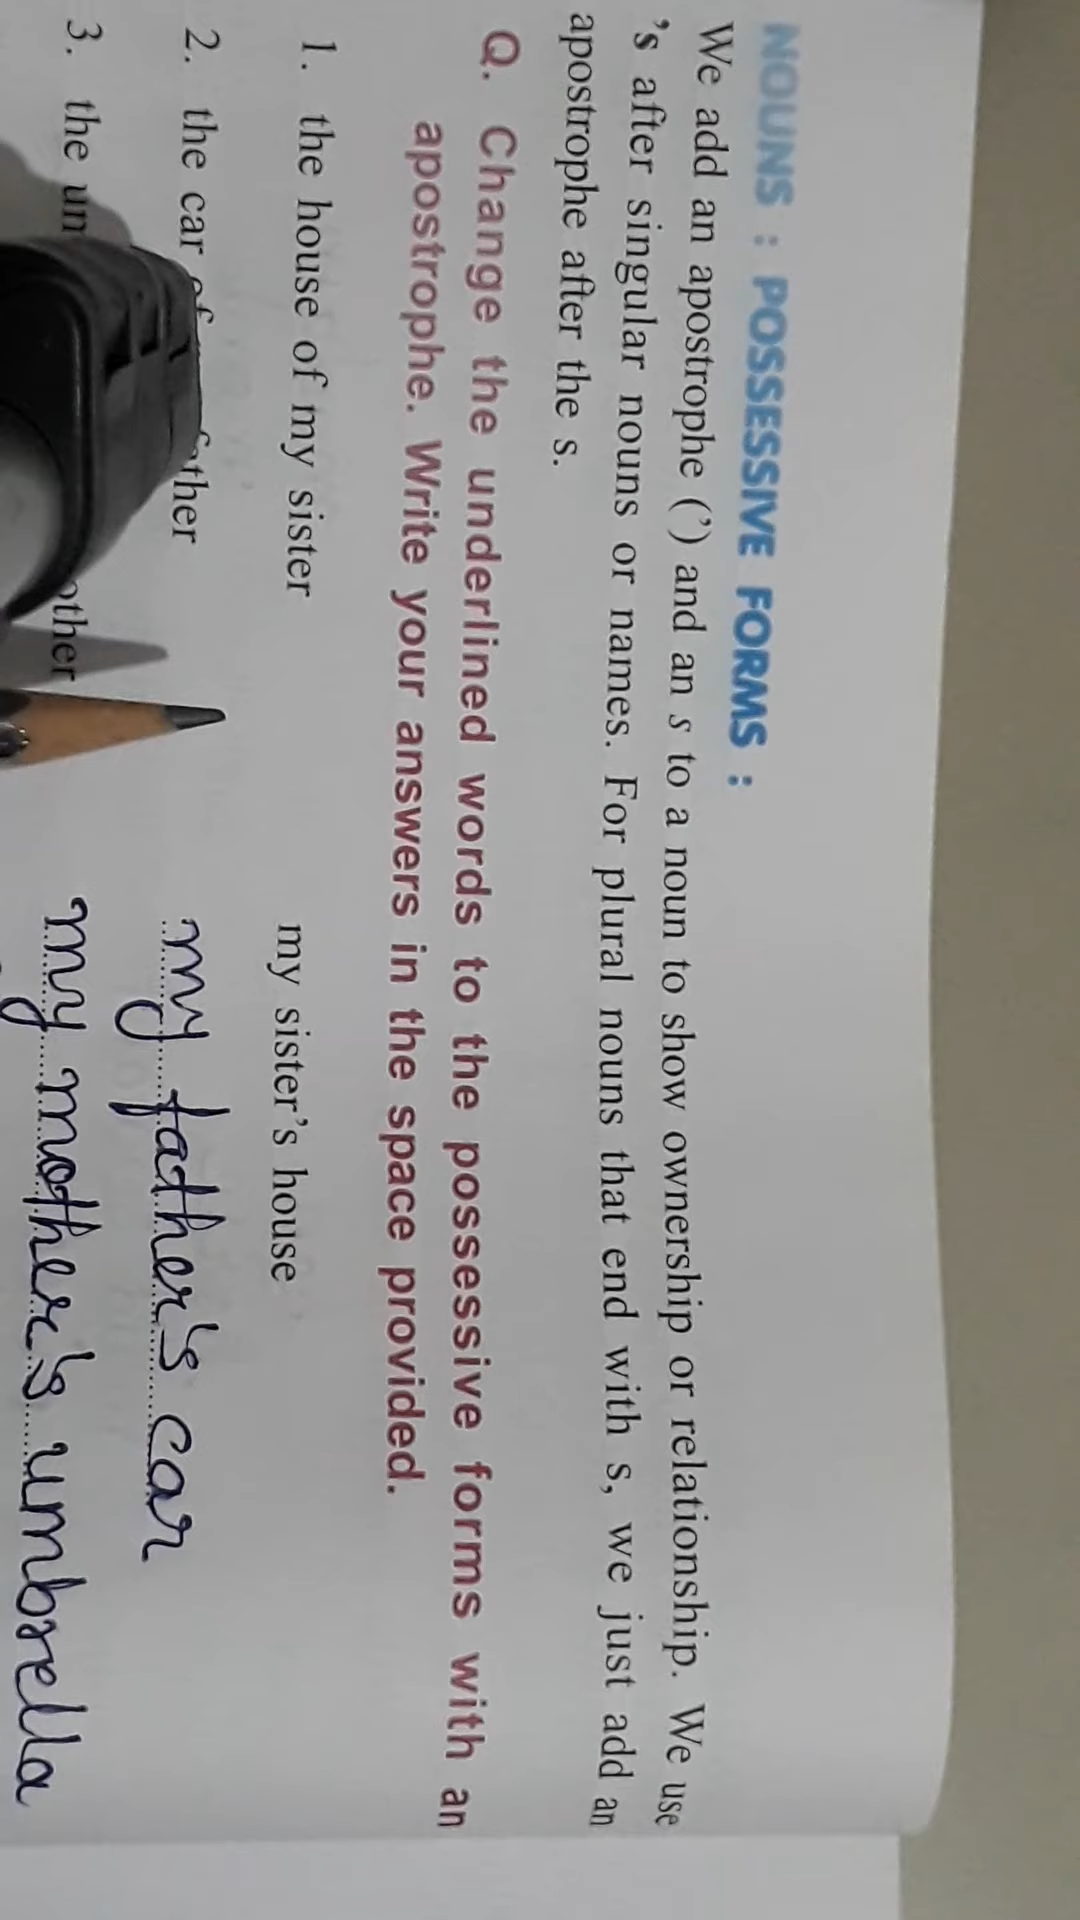 NOUNS : POSSESSIVE FORMS :
We add an apostrophe (’) and an s to a noun to show ownership or relationship. We use
’s after singular nouns or names. For plural nouns that end with s, we just add an
apostrophe after the s.
Q. Change the underlined words to the possessive forms with an
apostrophe. Write your answers in the space provided.
1. the house of my sister my sister’s house
2. the car of father my father's car
3. the my mother's umbrella